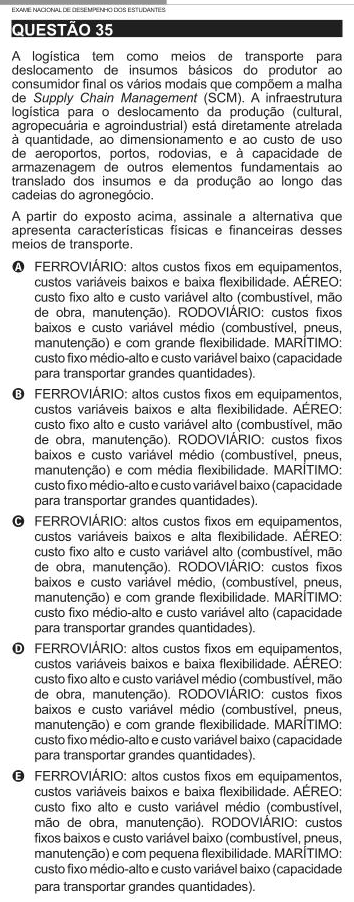 EXAME NACIONAL DE DESEMPENHO DOS ESTUDANTES
QUESTÃO 35
A logística tem como meios de transporte para
deslocamento de insumos básicos do produtor ao
consumidor final os vários modais que compõem a malha
de Supply Chain Management (SCM). A infraestrutura
logística para o deslocamento da produção (cultural,
agropecuária e agroindustrial) está diretamente atrelada
à quantidade, ao dimensionamento e ao custo de uso
de aeroportos, portos, rodovias, e à capacidade de
armazenagem de outros elementos fundamentais ao
translado dos insumos e da produção ao longo das
cadeias do agronegócio.
A partir do exposto acima, assinale a alternativa que
apresenta características físicas e financeiras desses
meios de transporte.
A FERROVIÁRIO: altos custos fixos em equipamentos,
custos variáveis baixos e baixa flexibilidade. AÉREO:
custo fixo alto e custo variável alto (combustível, mão
de obra, manutenção). RODOVIÁRIO: custos fixos
baixos e custo variável médio (combustível, pneus,
manutenção) e com grande flexibilidade. MARÍTIMO:
custo fixo médio-alto e custo variável baixo (capacidade
para transportar grandes quantidades).
B FERROVIÁRIO: altos custos fixos em equipamentos,
custos variáveis baixos e alta flexibilidade. AÉREO:
custo fixo alto e custo variável alto (combustível, mão
de obra, manutenção). RODOVIÁRIO: custos fixos
baixos e custo variável médio (combustível, pneus,
manutenção) e com média flexibilidade. MARÍTIMO:
custo fixo médio-alto e custo variável baixo (capacidade
para transportar grandes quantidades).
C FERROVIÁRIO: altos custos fixos em equipamentos,
custos variáveis baixos e alta flexibilidade. AÉREO:
custo fixo alto e custo variável alto (combustível, mão
de obra, manutenção). RODOVIÁRIO: custos fixos
baixos e custo variável médio, (combustível, pneus,
manutenção) e com grande flexibilidade. MARÍTIMO:
custo fixo médio-alto e custo variável alto (capacidade
para transportar grandes quantidades).
D FERROVIÁRIO: altos custos fixos em equipamentos,
custos variáveis baixos e baixa flexibilidade. AÉREO:
custo fixo alto e custo variável médio (combustível, mão
de obra, manutenção). RODOVIÁRIO: custos fixos
baixos e custo variável médio (combustível, pneus,
manutenção) e com grande flexibilidade. MARÍTIMO:
custo fixo médio-alto e custo variável baixo (capacidade
para transportar grandes quantidades).
E FERROVIÁRIO: altos custos fixos em equipamentos,
custos variáveis baixos e baixa flexibilidade. AÉREO:
custo fixo alto e custo variável médio (combustível,
mão de obra, manutenção). RODOVIÁRIO: custos
fixos baixos e custo variável baixo (combustível, pneus,
manutenção) e com pequena flexibilidade. MARÍTIMO:
custo fixo médio-alto e custo variável baixo (capacidade
para transportar grandes quantidades).